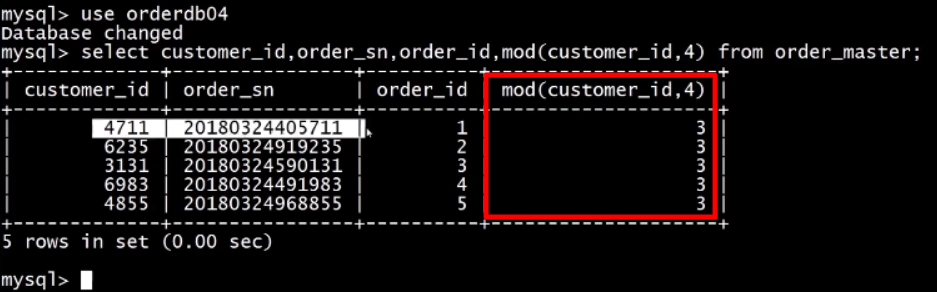 mysql> use orderdb04
Database changed
mysql> select customer_id,order_sn,order_id,mod(customer_id,4) from order_master;
+-------------+----------------+----------+--------------------+
| customer_id | order_sn | order_id | mod(customer_id,4) |
+-------------+----------------+----------+--------------------+
| 4711 | 20180324405711 | 1 | 3 |
| 6235 | 20180324919235 | 2 | 3 |
| 3131 | 20180324590131 | 3 | 3 |
| 6983 | 20180324491983 | 4 | 3 |
| 4855 | 20180324968855 | 5 | 3 |
+-------------+----------------+----------+--------------------+
5 rows in set (0.00 sec)
mysql>